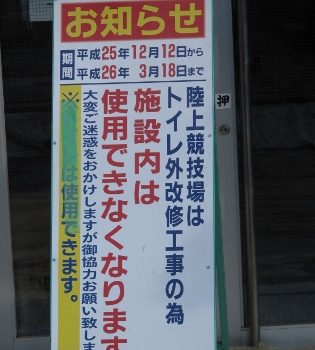 お知らせ
期間
平成25年12月12日から
平成26年 3月18日まで
陸上競技場は
トイレ外改修工事の為
施設内は
使用できなくなります
大変ご迷惑をおかけしますが御協力お願い致しま
※
は使用できます。
押